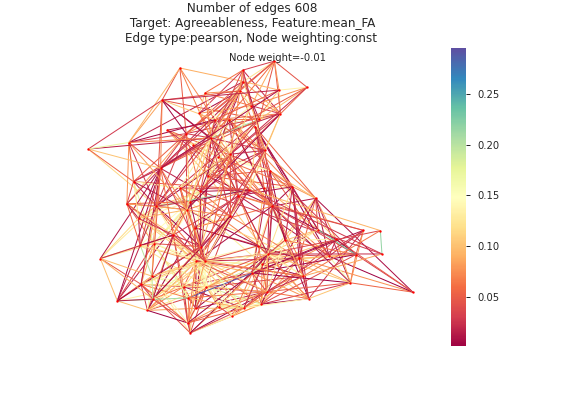 Number of edges 608
Target: Agreeableness, Feature:mean_FA
Edge type:pearson, Node weighting:const
Node weight=-0.01
0.25
0.20
0.15
0.10
0.05